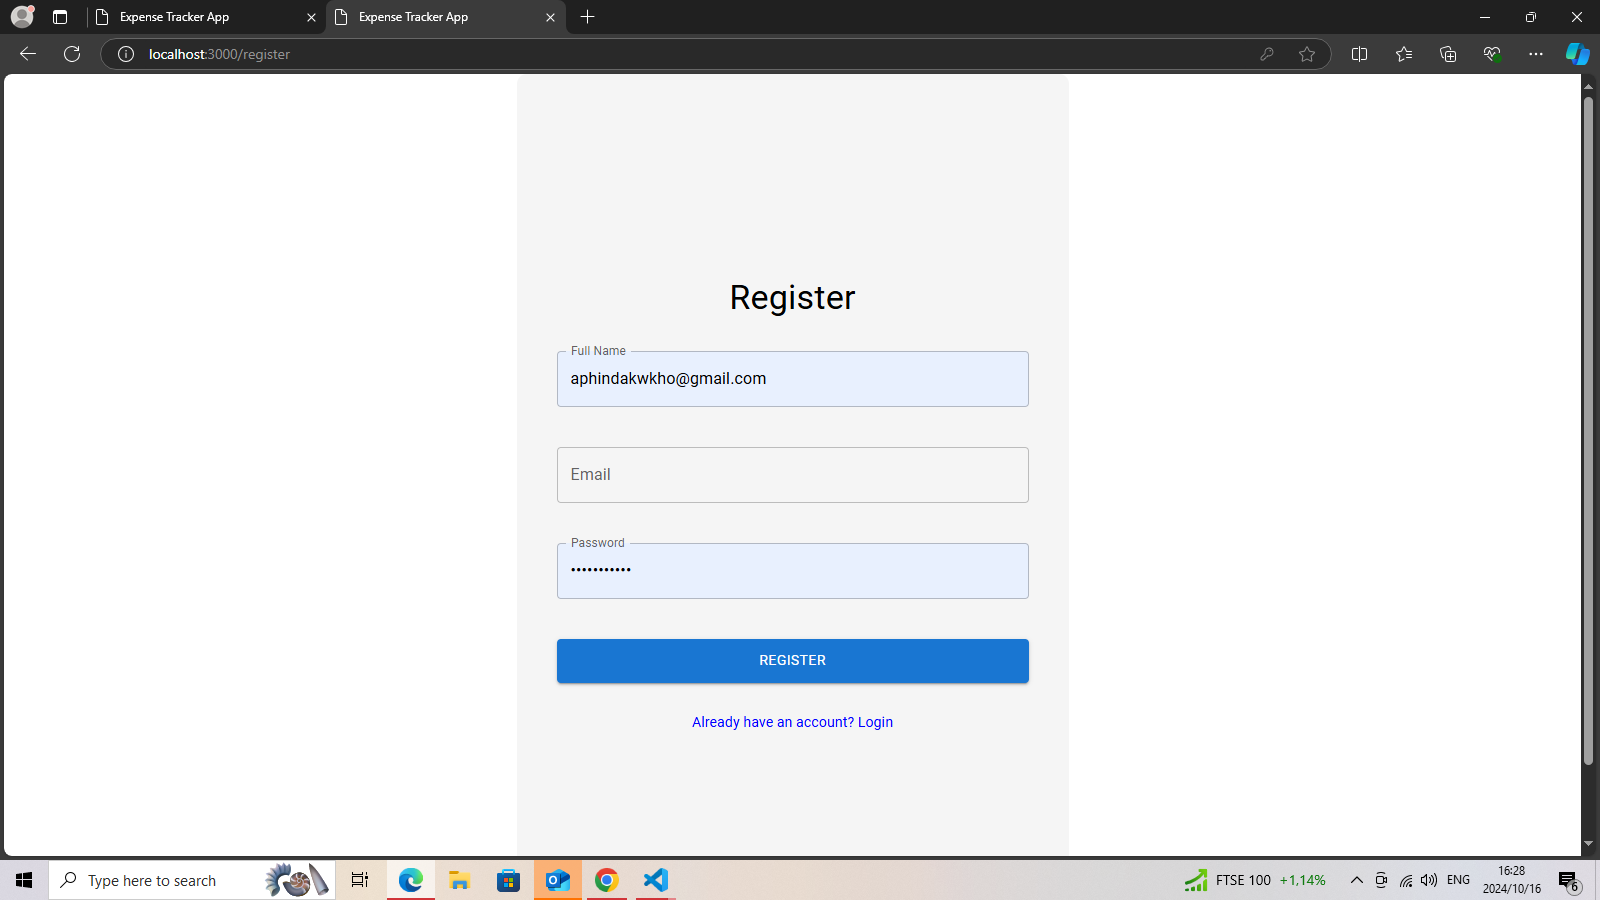 Expense Tracker App
Expense Tracker App
localhost:3000/register
Register
Full Name
aphindakwkho@gmail.com
Email
Password
•••••••••••
REGISTER
Already have an account? Login
Type here to search
FTSE 100 +1,14%
ENG
16:28
2024/10/16
6